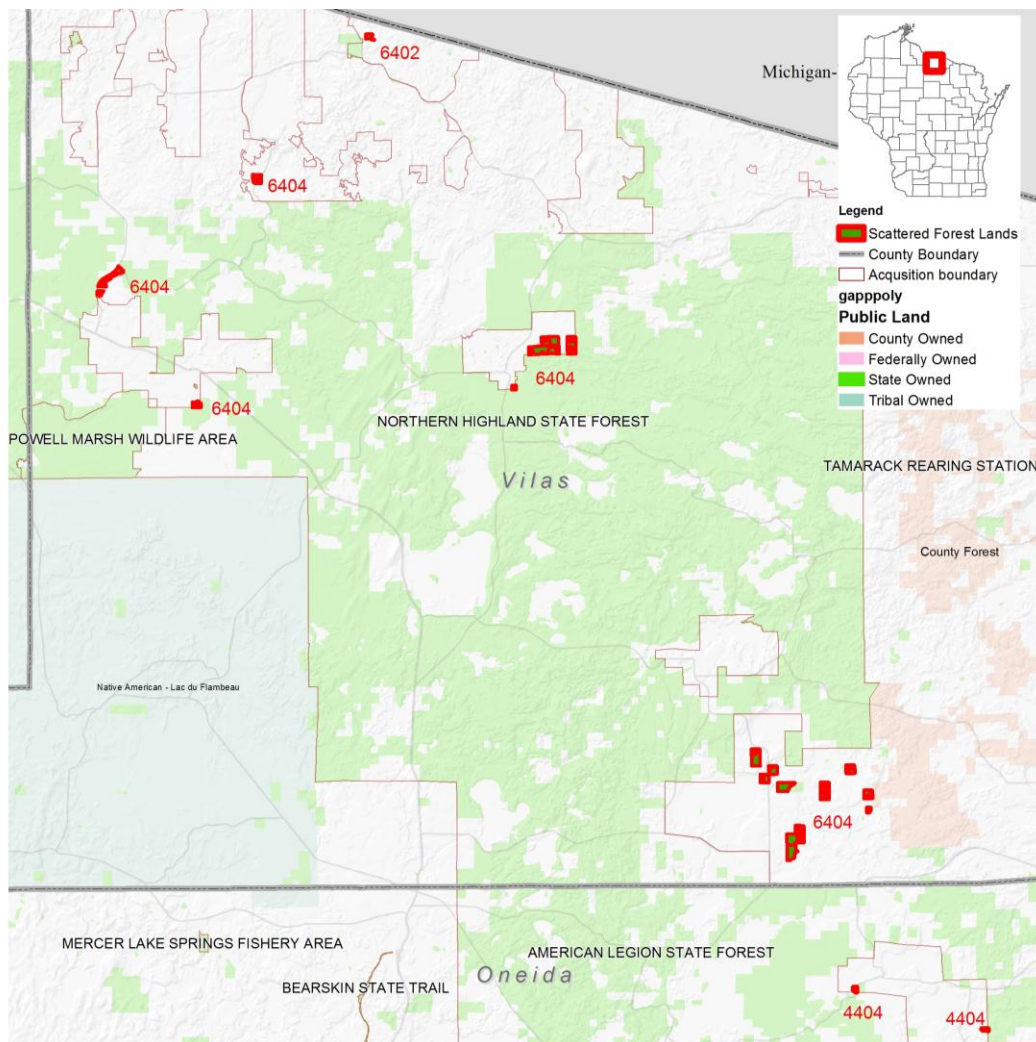 6402
Michigan-
6404
6404
6404
6404
NORTHERN HIGHLAND STATE FOREST
POWELL MARSH WILDLIFE AREA
Vilas
TAMARACK REARING STATION
County Forest
Native American - Lac du Flambeau
6404
MERCER LAKE SPRINGS FISHERY AREA
AMERICAN LEGION STATE FOREST
Oneida
BEARSKIN STATE TRAIL
4404
4404
Legend
Scattered Forest Lands
County Boundary
Acqusition boundary
gapppoly
Public Land
County Owned
Federally Owned
State Owned
Tribal Owned